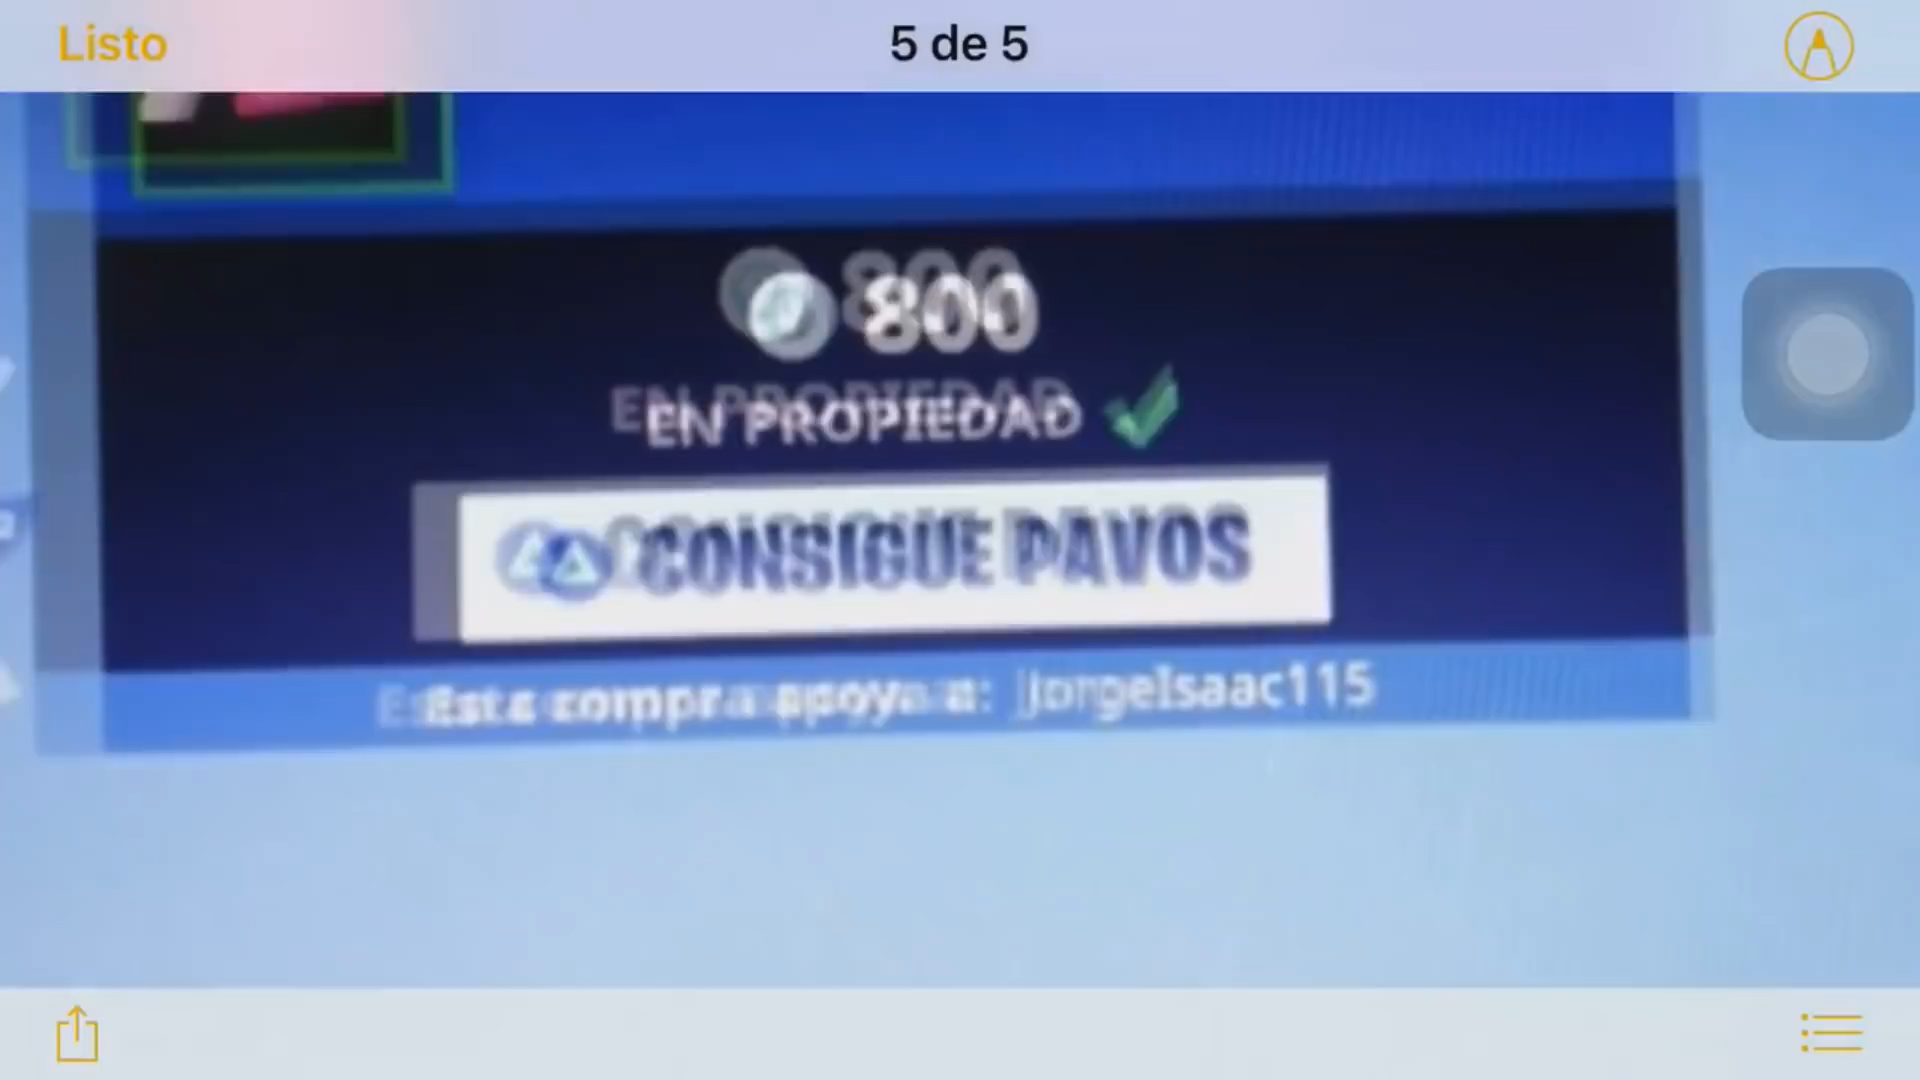 Listo
5 de 5
800
EN PROPIEDAD
CONSIGUE PAVOS
Esta compra apoya a: JorgeIsaac115